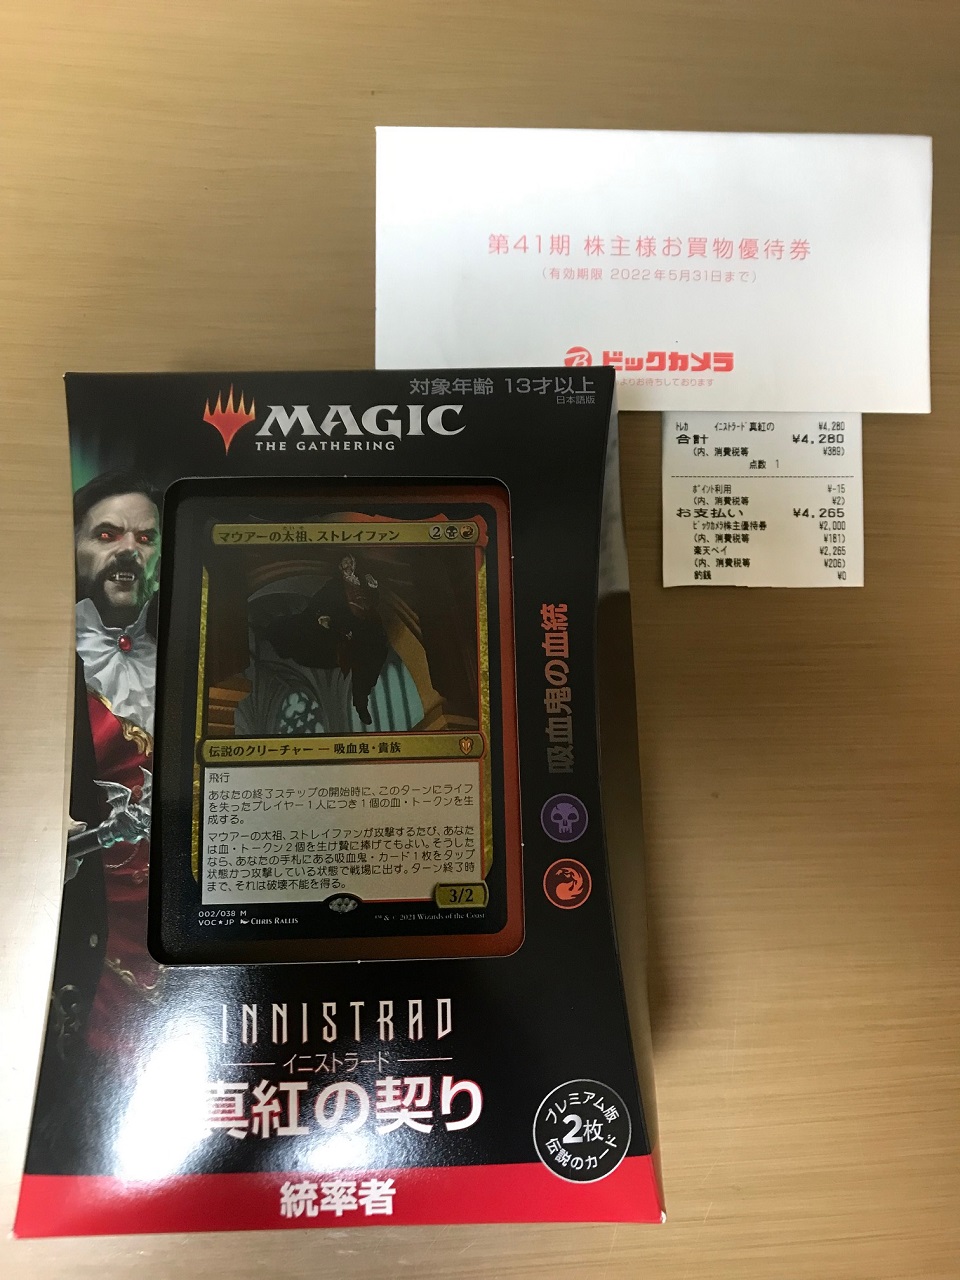 第41期 株主様お買物優待券
(有効期限 2022年5月31日まで)
B ビックカメラ
よりお待ちしております
ﾄﾚｶ ｲﾆｽﾄﾗｰﾄﾞ真紅の ¥4,280
合計 ¥4,280
(内、消費税等 ¥389)
点数 1
ﾎﾟｲﾝﾄ利用 ¥-15
(内、消費税等 ¥2)
お支払い ¥4,265
ﾋﾞｯｸｶﾒﾗ株主優待券 ¥2,000
(内、消費税等 ¥181)
楽天ペイ ¥2,265
(内、消費税等 ¥206)
釣銭 ¥0
対象年齢 13才以上
日本語版
MAGIC
THE GATHERING
マウアーの太祖、ストレイファン 2
伝説のクリーチャー — 吸血鬼・貴族
飛行
あなたの終了ステップの開始時に、このターンにライフ
を失ったプレイヤー1人につき1個の血・トークンを生
成する。
マウアーの太祖、ストレイファンが攻撃するたび、あなた
は血・トークン2個を生け贄に捧げてもよい。そうした
なら、あなたの手札にある吸血鬼・カード1枚をタップ
状態かつ攻撃している状態で戦場に出す。ターン終了時
まで、それは破壊不能を得る。
3/2
002/038 M
VOC★JP CHRIS RALLIS
™ & © 2021 Wizards of the Coast
吸血鬼の血統
INNISTRAD
イニストラード
真紅の契り
プレミアム版
2枚
伝説のカード
統率者